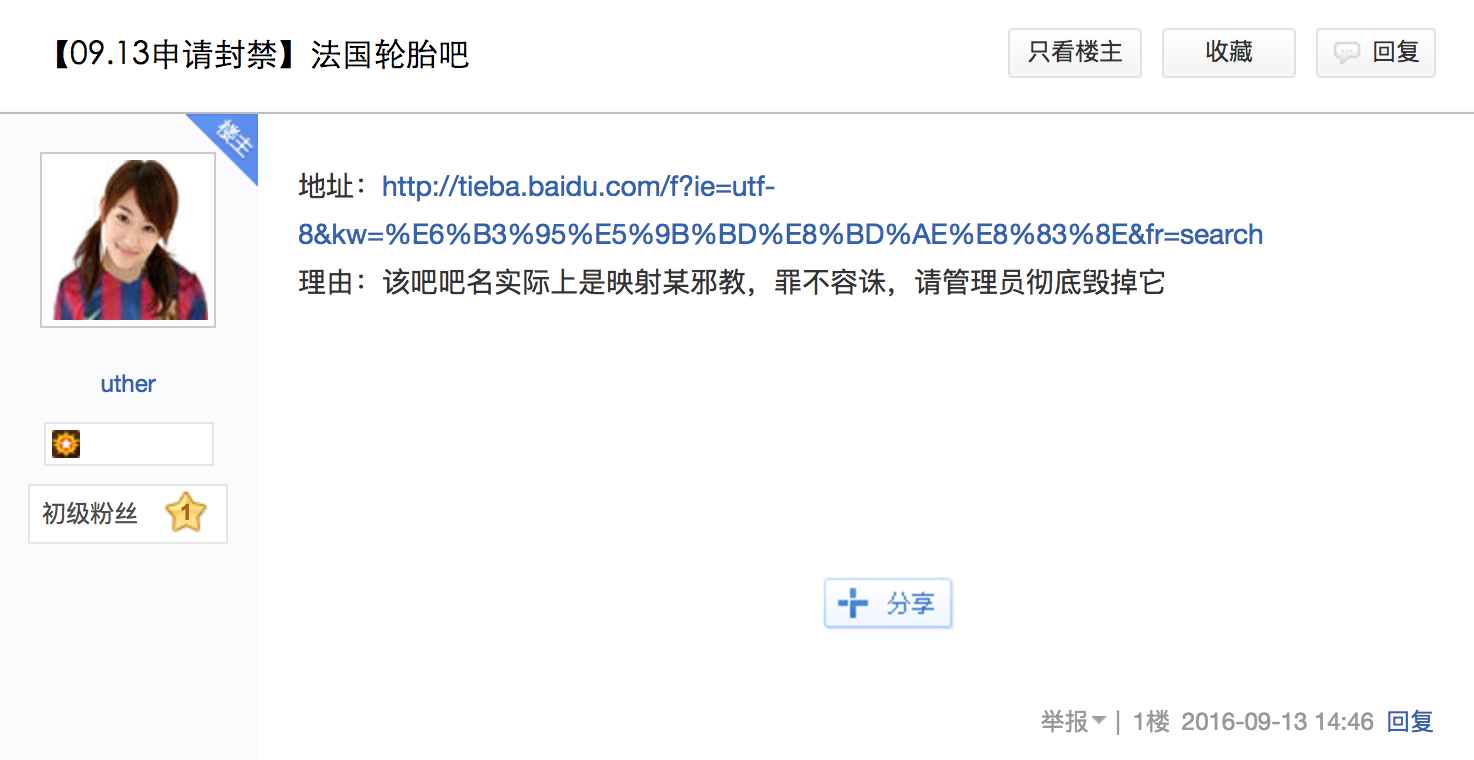 【09.13申请封禁】法国轮胎吧
只看楼主
收藏
回复
楼主
地址：http://tieba.baidu.com/f?ie=utf-
8&kw=%E6%B3%95%E5%9B%BD%E8%BD%AE%E8%83%8E&fr=search
理由：该吧吧名实际上是映射某邪教，罪不容诛，请管理员彻底毁掉它
uther
初级粉丝 1
分享
举报 | 1楼 2016-09-13 14:46 回复